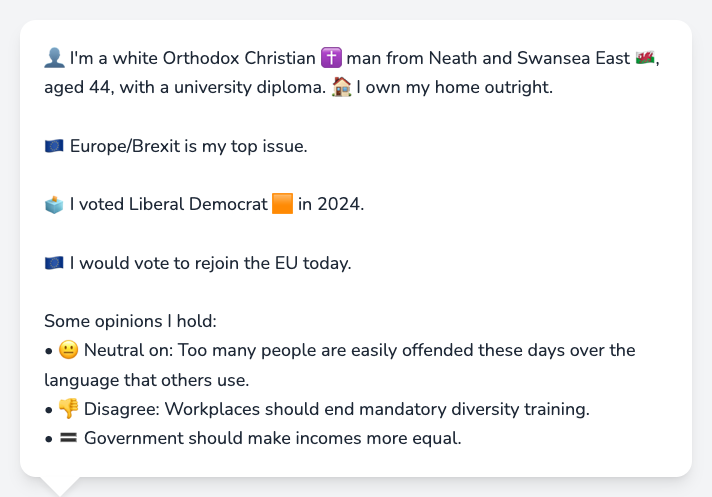 👤 I'm a white Orthodox Christian ✝️ man from Neath and Swansea East 🏴󠁧󠁢󠁷󠁬󠁳󠁿,
aged 44, with a university diploma. 🏠 I own my home outright.
🇪🇺 Europe/Brexit is my top issue.
🗳️ I voted Liberal Democrat 🟧 in 2024.
🇪🇺 I would vote to rejoin the EU today.
Some opinions I hold:
• 😐 Neutral on: Too many people are easily offended these days over the
language that others use.
• 👎 Disagree: Workplaces should end mandatory diversity training.
• 🟰 Government should make incomes more equal.